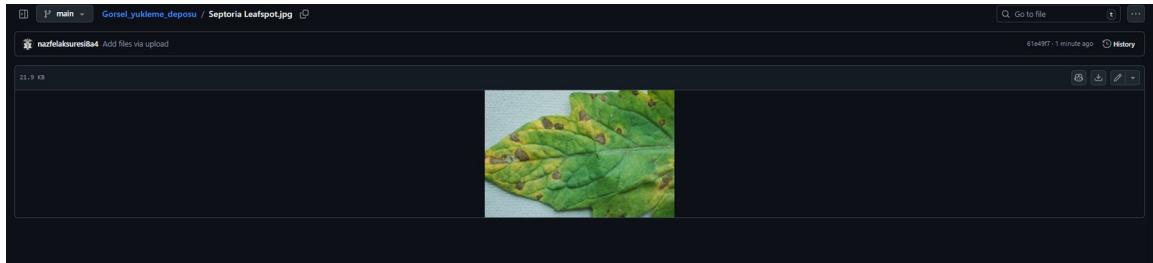 main Gorsel_yukleme_deposu / Septoria Leafspot.jpg Go to file t
nazfelaksuresi8a4 Add files via upload 61e49f7 · 1 minute ago History
21.9 KB